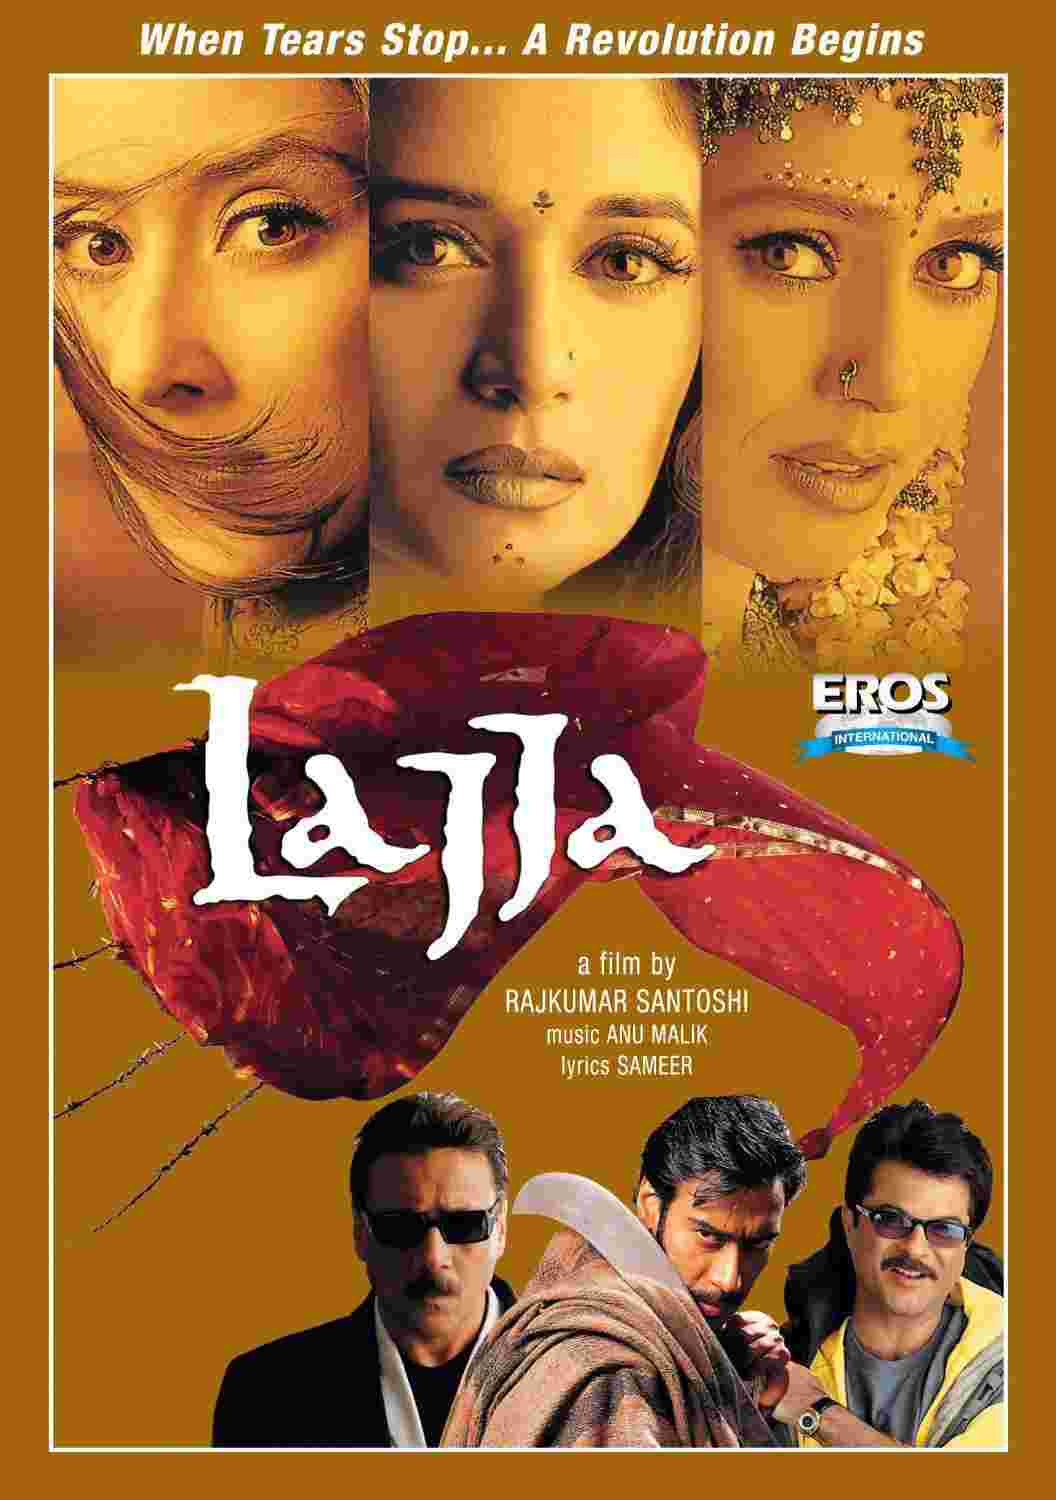 When Tears Stop... A Revolution Begins
EROS
INTERNATIONAL
Lajja
a film by
RAJKUMAR SANTOSHI
music ANU MALIK
lyrics SAMEER